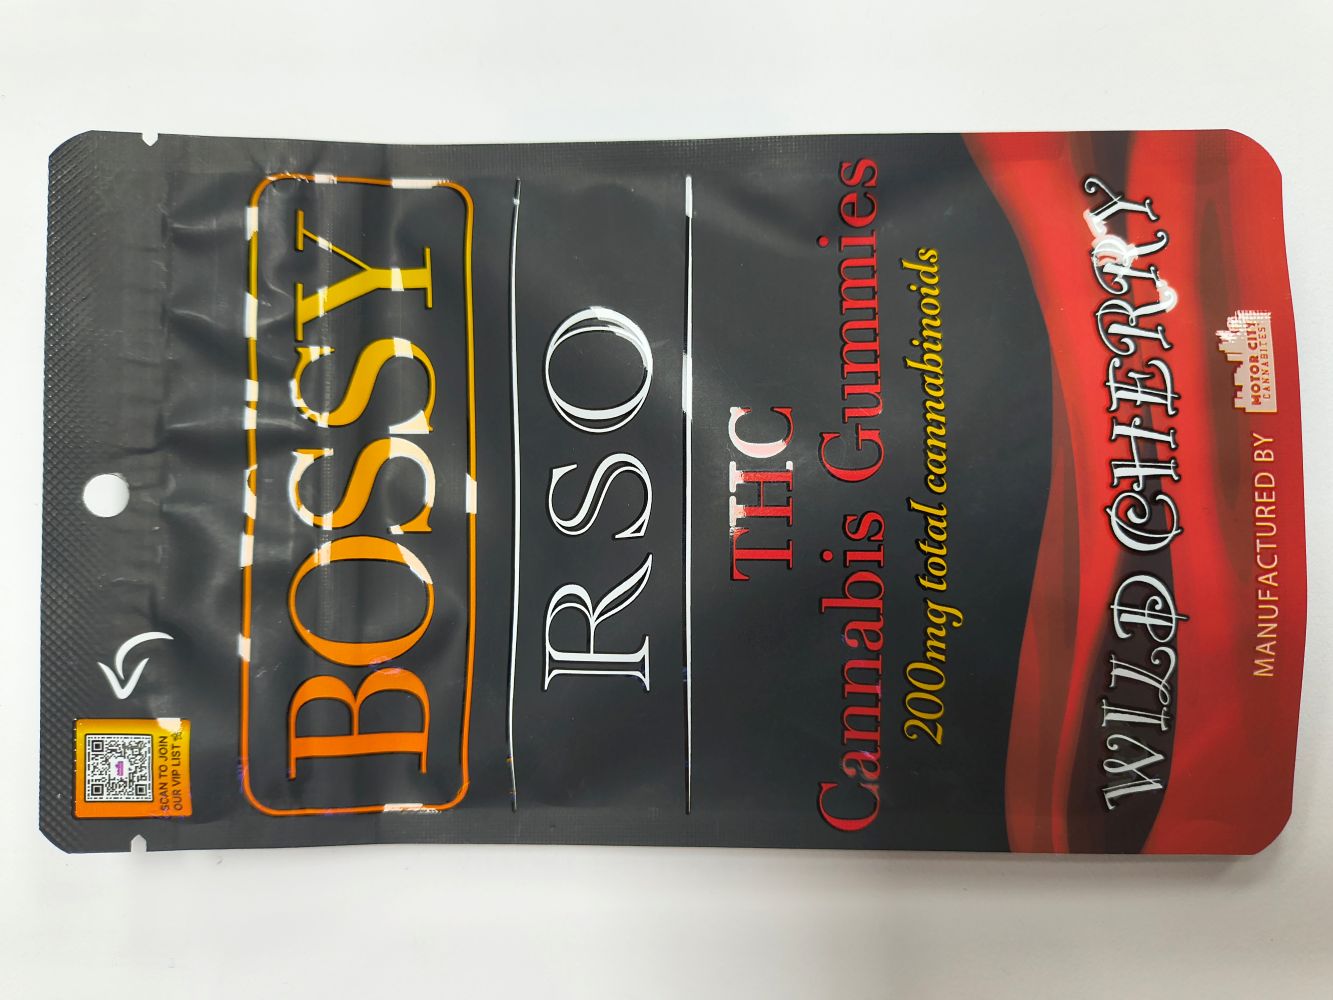 SCAN TO JOIN
OUR VIP LIST
BOSSY
RSO
THC
Cannabis Gummies
200mg total cannabinoids
WILD CHERRY
MANUFACTURED BY
MOTOR CITY
CANNABITES